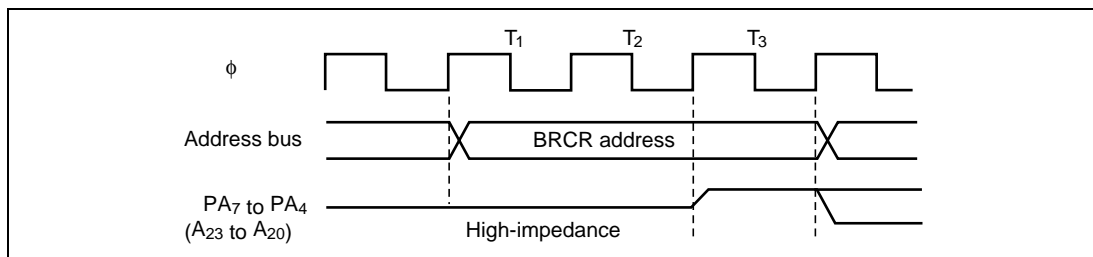 T1 T2 T3
ϕ
Address bus
BRCR address
PA7 to PA4
(A23 to A20)
High-impedance